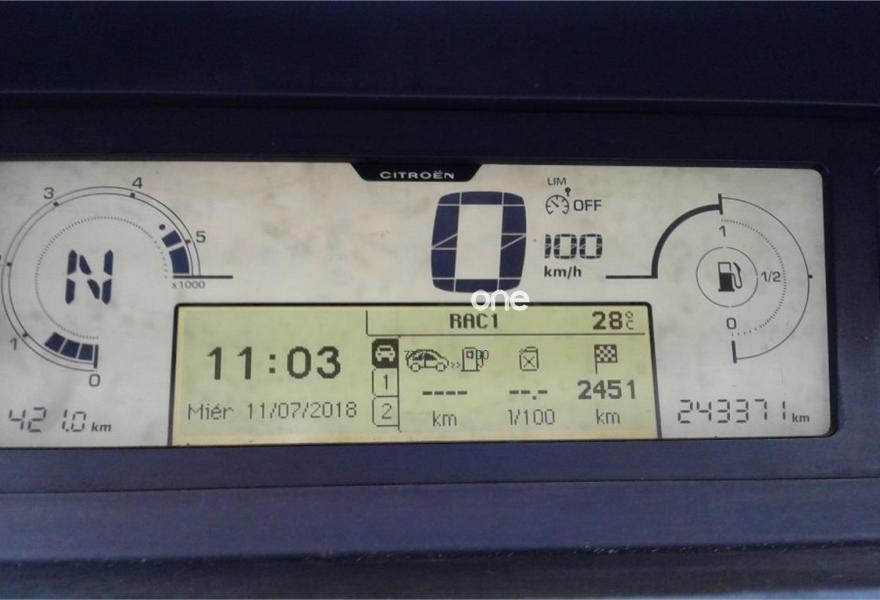 CITROËN
3
4
5
x1000
1
0
N
421.0 km
0
LIM
OFF
100
km/h
1
1/2
0
one
RAC1
28°C
11:03
Miér 11/07/2018
1
2
----
km
--.-
1/100
2451
km
243371 km